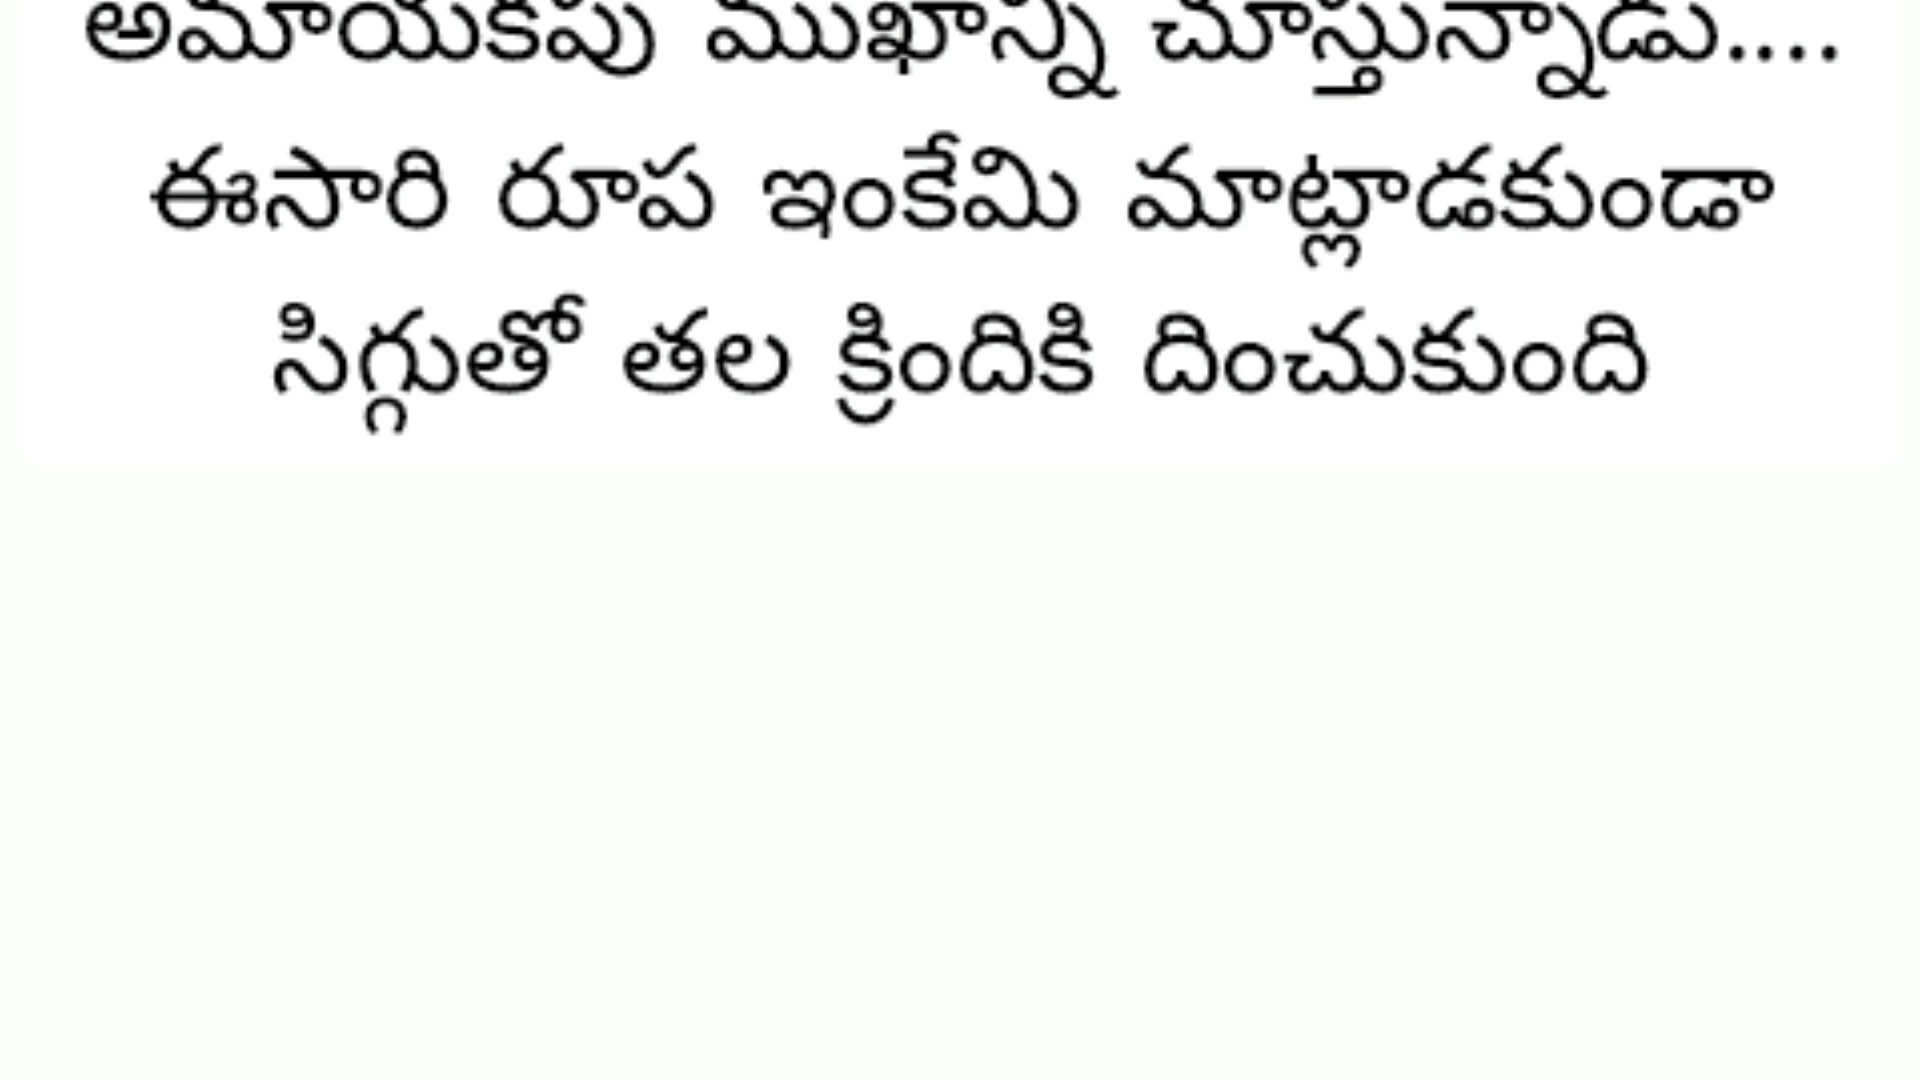 అమాయకపు ముఖాన్ని చూస్తున్నాడు....
ఈసారి రూప ఇంకేమి మాట్లాడకుండా
సిగ్గుతో తల క్రిందికి దించుకుంది